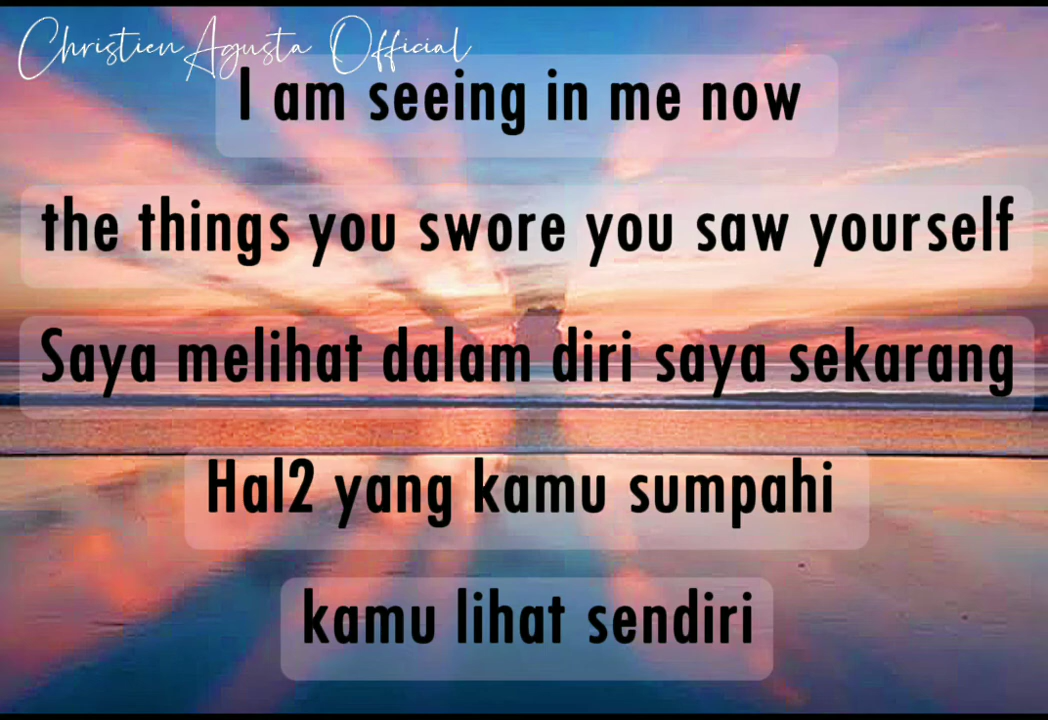 Christien Agusta Official
I am seeing in me now
the things you swore you saw yourself
Saya melihat dalam diri saya sekarang
Hal2 yang kamu sumpahi
kamu lihat sendiri